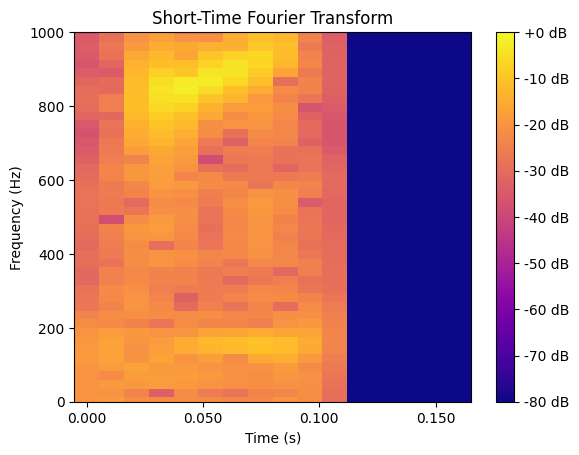 Short-Time Fourier Transform
1000
800
600
400
200
0
Frequency (Hz)
0.000
0.050
0.100
0.150
Time (s)
+0 dB
-10 dB
-20 dB
-30 dB
-40 dB
-50 dB
-60 dB
-70 dB
-80 dB